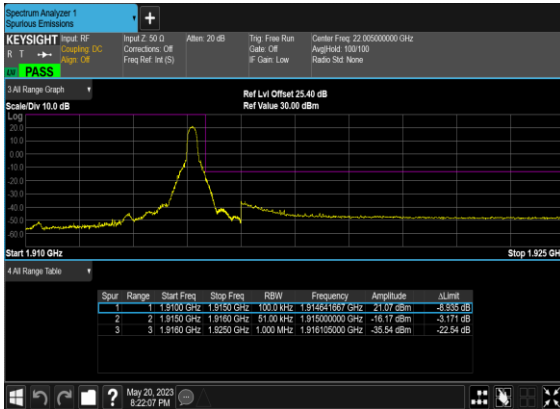 Spectrum Analyzer 1
Spurious Emissions
+
KEYSIGHT Input: RF Input Z: 50 Ω Atten: 20 dB Trig: Free Run Center Freq: 22.005000000 GHz
R T Coupling: DC Corrections: Off Gate: Off Avg|Hold: 100/100
Align: Off Freq Ref: Int (S) IF Gain: Low Radio Std: None
PASS
3 All Range Graph
Ref Lvl Offset 25.40 dB
Scale/Div 10.0 dB Ref Value 30.00 dBm
Log
20.0
10.0
0.00
-10.0
-20.0
-30.0
-40.0
-50.0
-60.0
Start 1.910 GHz Stop 1.925 GH
4 All Range Table
Spur Range Start Freq Stop Freq RBW Frequency Amplitude ΔLimit
1 1 1.9100 GHz 1.9150 GHz 100.0 kHz 1.914641667 GHz 21.07 dBm -8.935 dB
2 2 1.9150 GHz 1.9160 GHz 51.00 kHz 1.915000000 GHz -16.17 dBm -3.171 dB
3 3 1.9160 GHz 1.9250 GHz 1.000 MHz 1.916105000 GHz -35.54 dBm -22.54 dB
? May 20, 2023
8:22:07 PM